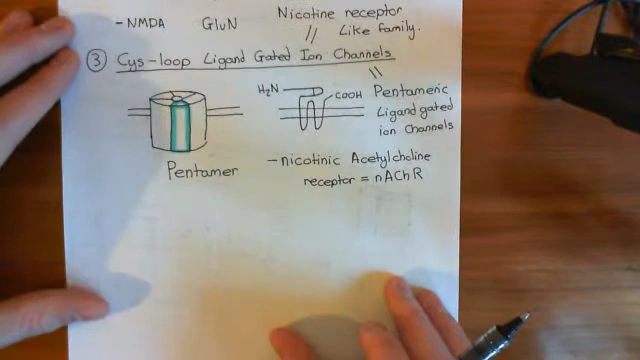 -NMDA GluN Nicotine receptor
// Like family.
③ Cys-loop Ligand Gated Ion Channels
//
H₂N COOH Pentameric
Ligand gated
ion Channels
Pentamer
- nicotinic Acetylcholine
receptor = nAChR